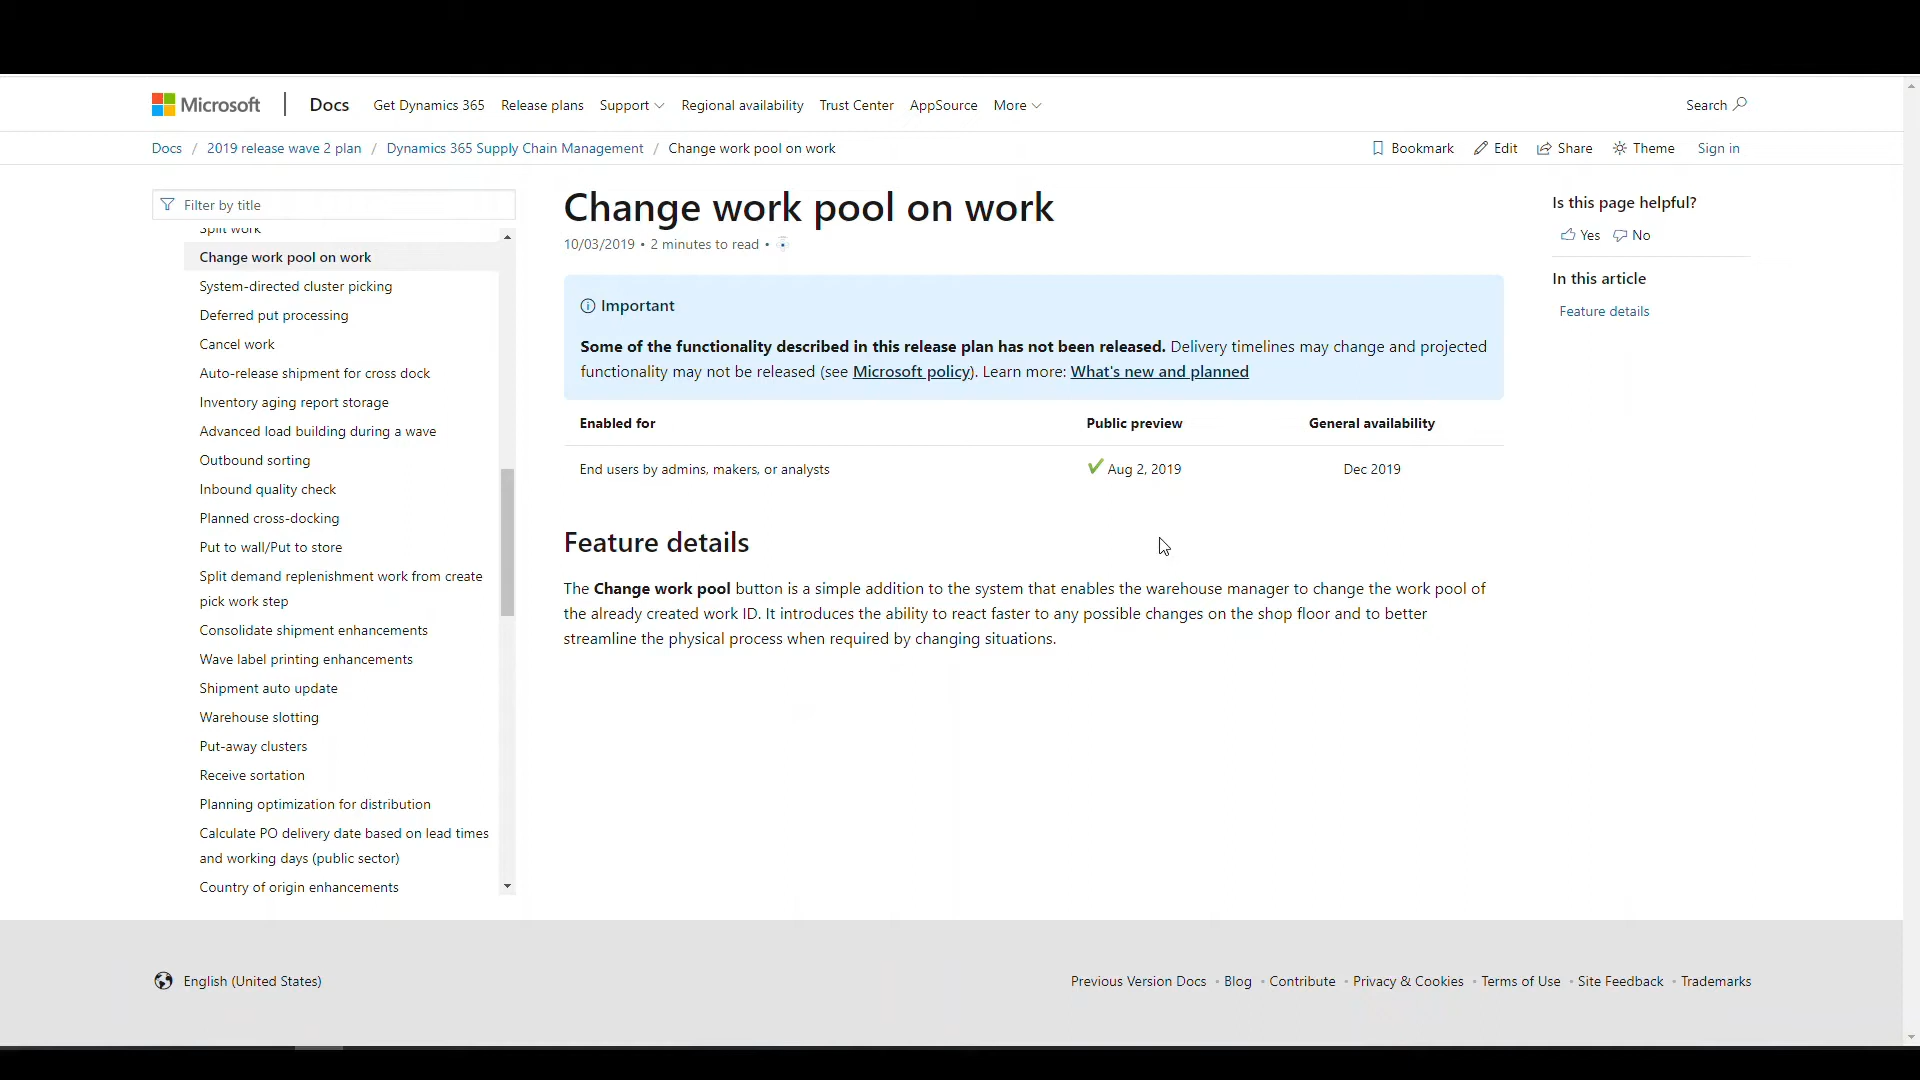 Microsoft
Docs
Get Dynamics 365
Release plans
Support
Regional availability
Trust Center
AppSource
More
Search
Docs / 2019 release wave 2 plan / Dynamics 365 Supply Chain Management / Change work pool on work
Bookmark
Edit
Share
Theme
Sign in
Filter by title
Split work
Change work pool on work
System-directed cluster picking
Deferred put processing
Cancel work
Auto-release shipment for cross dock
Inventory aging report storage
Advanced load building during a wave
Outbound sorting
Inbound quality check
Planned cross-docking
Put to wall/Put to store
Split demand replenishment work from create
pick work step
Consolidate shipment enhancements
Wave label printing enhancements
Shipment auto update
Warehouse slotting
Put-away clusters
Receive sortation
Planning optimization for distribution
Calculate PO delivery date based on lead times
and working days (public sector)
Country of origin enhancements
Change work pool on work
10/03/2019 • 2 minutes to read •
Important
Some of the functionality described in this release plan has not been released. Delivery timelines may change and projected
functionality may not be released (see Microsoft policy). Learn more: What's new and planned
Enabled for
Public preview
General availability
End users by admins, makers, or analysts
Aug 2, 2019
Dec 2019
Feature details
The Change work pool button is a simple addition to the system that enables the warehouse manager to change the work pool of
the already created work ID. It introduces the ability to react faster to any possible changes on the shop floor and to better
streamline the physical process when required by changing situations.
Is this page helpful?
Yes
No
In this article
Feature details
English (United States)
Previous Version Docs • Blog • Contribute • Privacy & Cookies • Terms of Use • Site Feedback • Trademarks